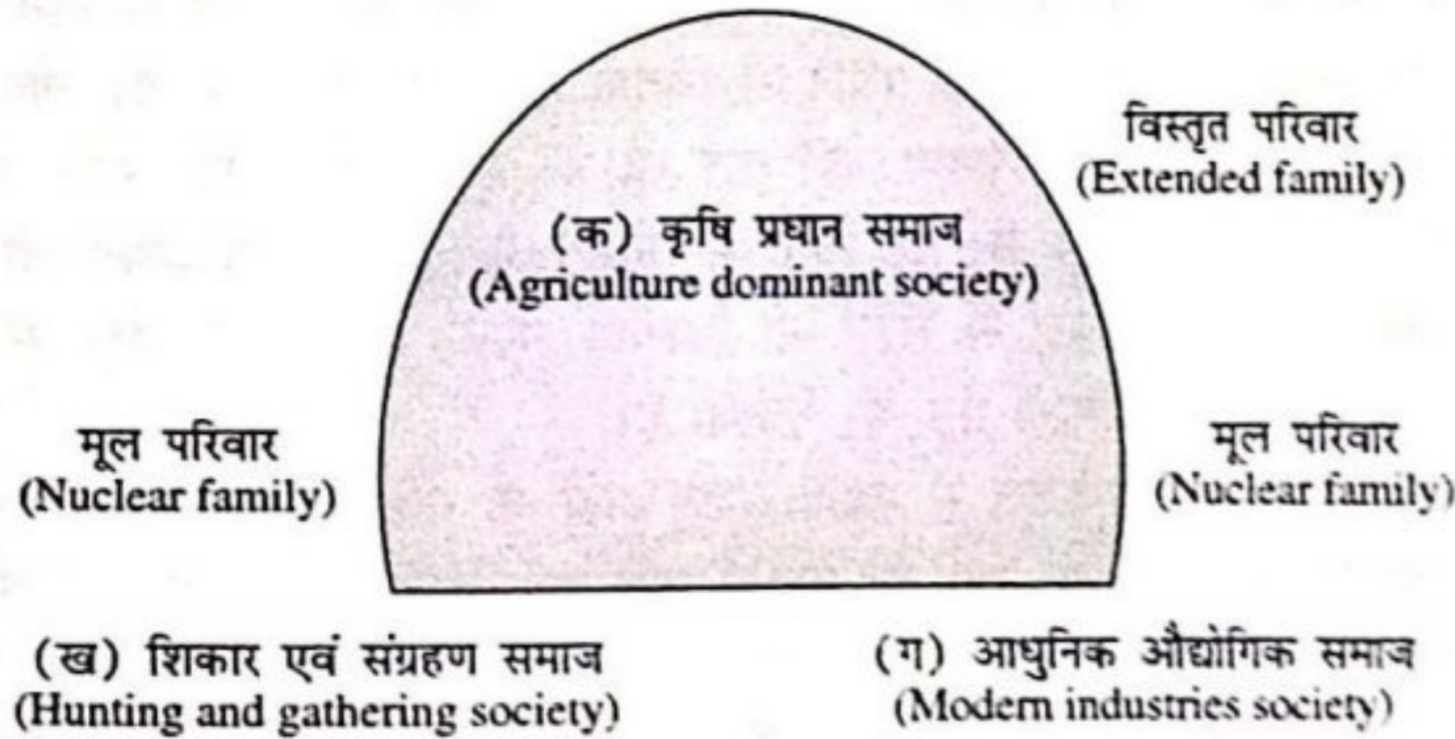 विस्तृत परिवार
(Extended family)
(क) कृषि प्रघान समाज
(Agriculture dominant society)
मूल परिवार
(Nuclear family)
मूल परिवार
(Nuclear family)
(ख) शिकार एवं संग्रहण समाज
(Hunting and gathering society)
(ग) आधुनिक औद्योगिक समाज
(Modern industries society)